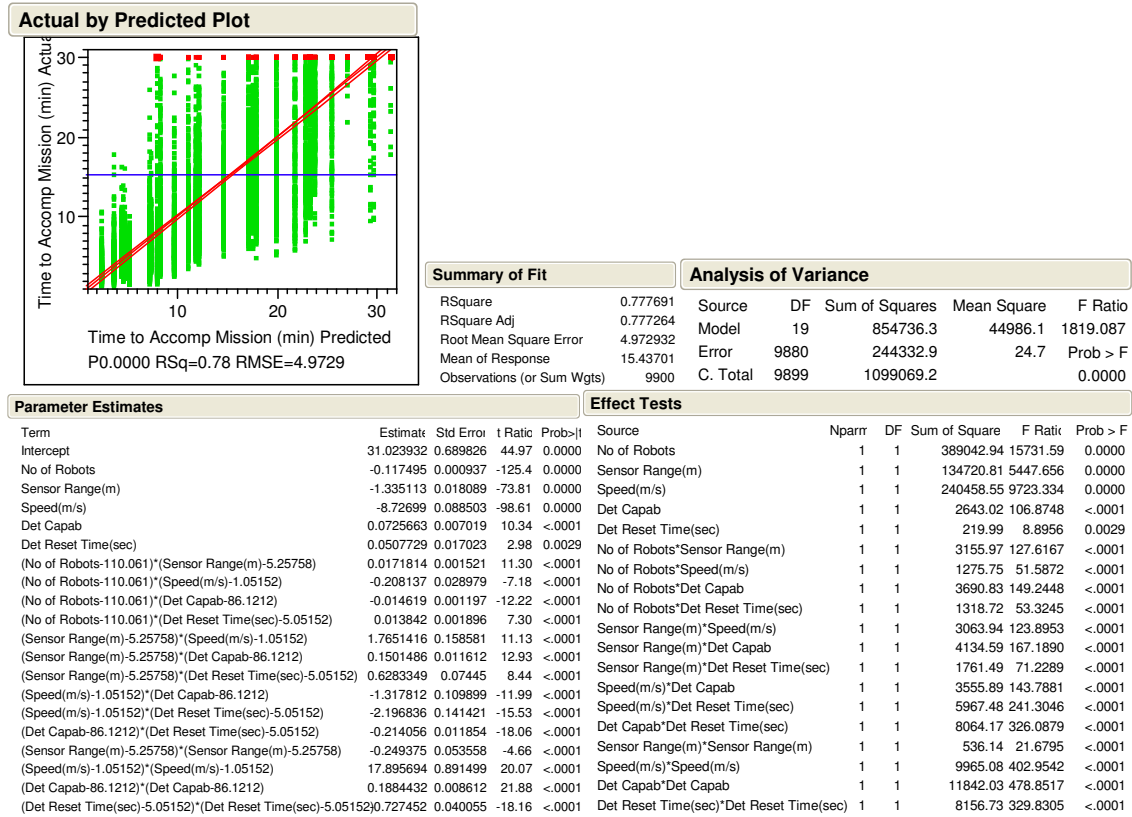 Actual by Predicted Plot
Time to Accomp Mission (min) Actua
30
20
10
10 20 30
Time to Accomp Mission (min) Predicted
P0.0000 RSq=0.78 RMSE=4.9729
Summary of Fit
RSquare 0.777691
RSquare Adj 0.777264
Root Mean Square Error 4.972932
Mean of Response 15.43701
Observations (or Sum Wgts) 9900
Analysis of Variance
Source DF Sum of Squares Mean Square F Ratio
Model 19 854736.3 44986.1 1819.087
Error 9880 244332.9 24.7 Prob > F
C. Total 9899 1099069.2 0.0000
Parameter Estimates
Term Estimate Std Error t Ratio Prob>|t
Intercept 31.023932 0.689826 44.97 0.0000
No of Robots -0.117495 0.000937 -125.4 0.0000
Sensor Range(m) -1.335113 0.018089 -73.81 0.0000
Speed(m/s) -8.72699 0.088503 -98.61 0.0000
Det Capab 0.0725663 0.007019 10.34 <.0001
Det Reset Time(sec) 0.0507729 0.017023 2.98 0.0029
(No of Robots-110.061)*(Sensor Range(m)-5.25758) 0.0171814 0.001521 11.30 <.0001
(No of Robots-110.061)*(Speed(m/s)-1.05152) -0.208137 0.028979 -7.18 <.0001
(No of Robots-110.061)*(Det Capab-86.1212) -0.014619 0.001197 -12.22 <.0001
(No of Robots-110.061)*(Det Reset Time(sec)-5.05152) 0.013842 0.001896 7.30 <.0001
(Sensor Range(m)-5.25758)*(Speed(m/s)-1.05152) 1.7651416 0.158581 11.13 <.0001
(Sensor Range(m)-5.25758)*(Det Capab-86.1212) 0.1501486 0.011612 12.93 <.0001
(Sensor Range(m)-5.25758)*(Det Reset Time(sec)-5.05152) 0.6283349 0.07445 8.44 <.0001
(Speed(m/s)-1.05152)*(Det Capab-86.1212) -1.317812 0.109899 -11.99 <.0001
(Speed(m/s)-1.05152)*(Det Reset Time(sec)-5.05152) -2.196836 0.141421 -15.53 <.0001
(Det Capab-86.1212)*(Det Reset Time(sec)-5.05152) -0.214056 0.011854 -18.06 <.0001
(Sensor Range(m)-5.25758)*(Sensor Range(m)-5.25758) -0.249375 0.053558 -4.66 <.0001
(Speed(m/s)-1.05152)*(Speed(m/s)-1.05152) 17.895694 0.891499 20.07 <.0001
(Det Capab-86.1212)*(Det Capab-86.1212) 0.1884432 0.008612 21.88 <.0001
(Det Reset Time(sec)-5.05152)*(Det Reset Time(sec)-5.05152) 0.727452 0.040055 -18.16 <.0001
Effect Tests
Source Nparm DF Sum of Square F Ratio Prob > F
No of Robots 1 1 389042.94 15731.59 0.0000
Sensor Range(m) 1 1 134720.81 5447.656 0.0000
Speed(m/s) 1 1 240458.55 9723.334 0.0000
Det Capab 1 1 2643.02 106.8748 <.0001
Det Reset Time(sec) 1 1 219.99 8.8956 0.0029
No of Robots*Sensor Range(m) 1 1 3155.97 127.6167 <.0001
No of Robots*Speed(m/s) 1 1 1275.75 51.5872 <.0001
No of Robots*Det Capab 1 1 3690.83 149.2448 <.0001
No of Robots*Det Reset Time(sec) 1 1 1318.72 53.3245 <.0001
Sensor Range(m)*Speed(m/s) 1 1 3063.94 123.8953 <.0001
Sensor Range(m)*Det Capab 1 1 4134.59 167.1890 <.0001
Sensor Range(m)*Det Reset Time(sec) 1 1 1761.49 71.2289 <.0001
Speed(m/s)*Det Capab 1 1 3555.89 143.7881 <.0001
Speed(m/s)*Det Reset Time(sec) 1 1 5967.48 241.3046 <.0001
Det Capab*Det Reset Time(sec) 1 1 8064.17 326.0879 <.0001
Sensor Range(m)*Sensor Range(m) 1 1 536.14 21.6795 <.0001
Speed(m/s)*Speed(m/s) 1 1 9965.08 402.9542 <.0001
Det Capab*Det Capab 1 1 11842.03 478.8517 <.0001
Det Reset Time(sec)*Det Reset Time(sec) 1 1 8156.73 329.8305 <.0001